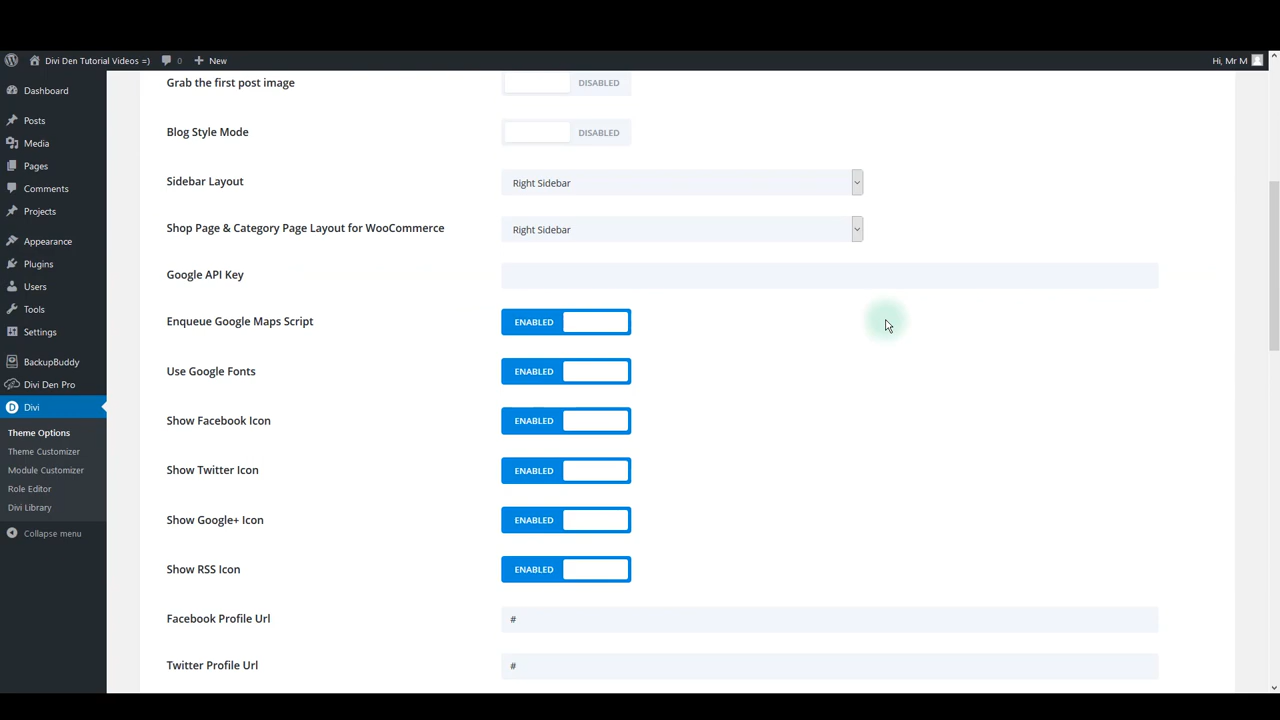 Divi Den Tutorial Videos =)
0
New
Hi, Mr M
Dashboard
Posts
Media
Pages
Comments
Projects
Appearance
Plugins
Users
Tools
Settings
BackupBuddy
Divi Den Pro
Divi
Theme Options
Theme Customizer
Module Customizer
Role Editor
Divi Library
Collapse menu
Grab the first post image
DISABLED
Blog Style Mode
DISABLED
Sidebar Layout
Right Sidebar
Shop Page & Category Page Layout for WooCommerce
Right Sidebar
Google API Key
Enqueue Google Maps Script
ENABLED
Use Google Fonts
ENABLED
Show Facebook Icon
ENABLED
Show Twitter Icon
ENABLED
Show Google+ Icon
ENABLED
Show RSS Icon
ENABLED
Facebook Profile Url
#
Twitter Profile Url
#